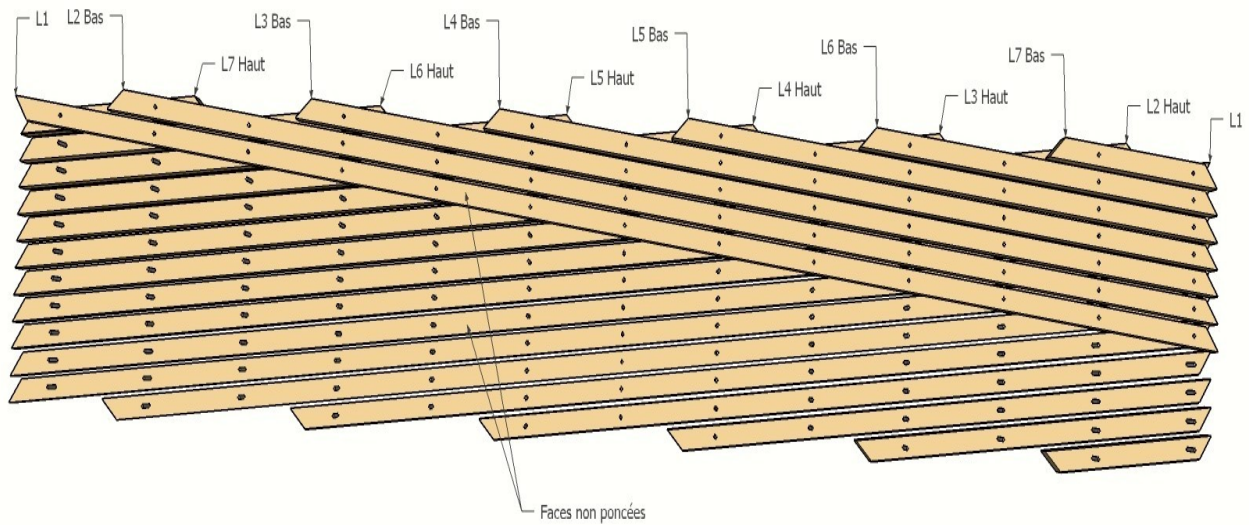 L1
L2 Bas
L7 Haut
L3 Bas
L6 Haut
L4 Bas
L5 Haut
L5 Bas
L4 Haut
L6 Bas
L3 Haut
L7 Bas
L2 Haut
L1
Faces non poncées